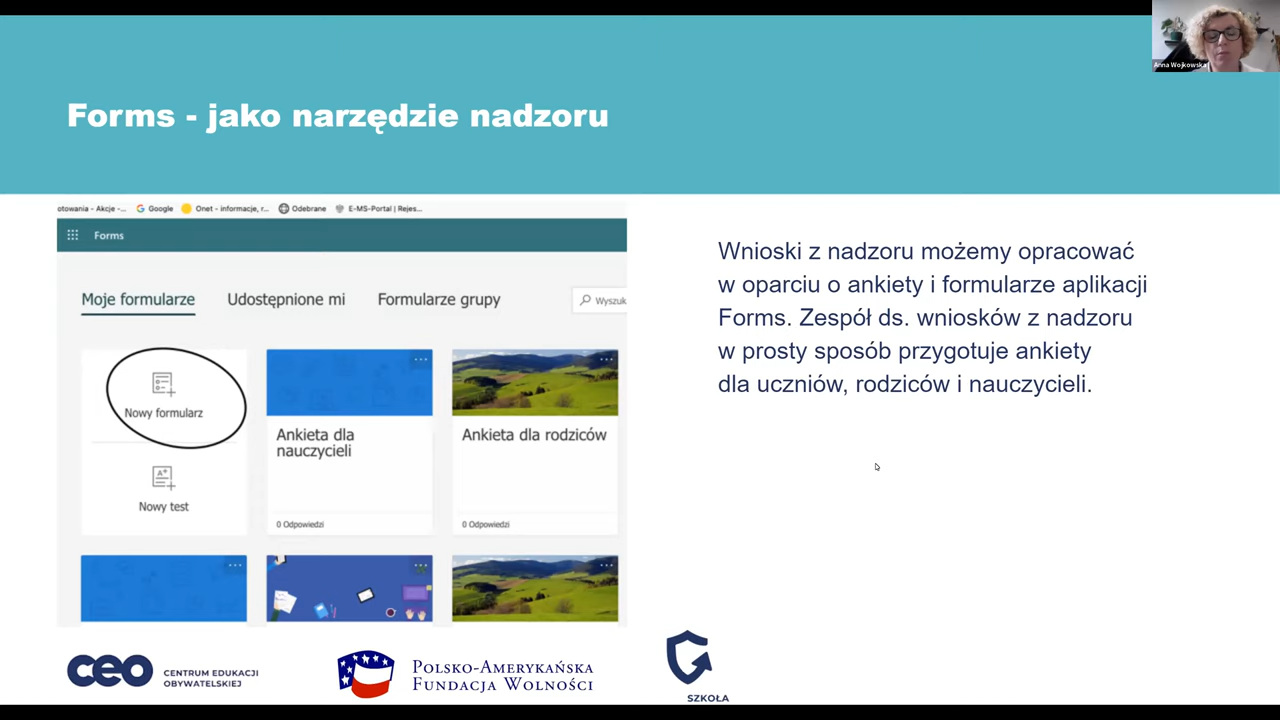 Anna Wojkowska
Forms - jako narzędzie nadzoru
otowania - Akcje -...
Google
Onet - informacje, r...
Odebrane
E-MS-Portal | Rejes...
Forms
Moje formularze
Udostępnione mi
Formularze grupy
Wyszuk
Nowy formularz
Nowy test
Ankieta dla
nauczycieli
0 Odpowiedzi
Ankieta dla rodziców
0 Odpowiedzi
Wnioski z nadzoru możemy opracować
w oparciu o ankiety i formularze aplikacji
Forms. Zespół ds. wniosków z nadzoru
w prosty sposób przygotuje ankiety
dla uczniów, rodziców i nauczycieli.
ceo
CENTRUM EDUKACJI
OBYWATELSKIEJ
POLSKO-AMERYKAŃSKA
FUNDACJA WOLNOŚCI
SZKOŁA